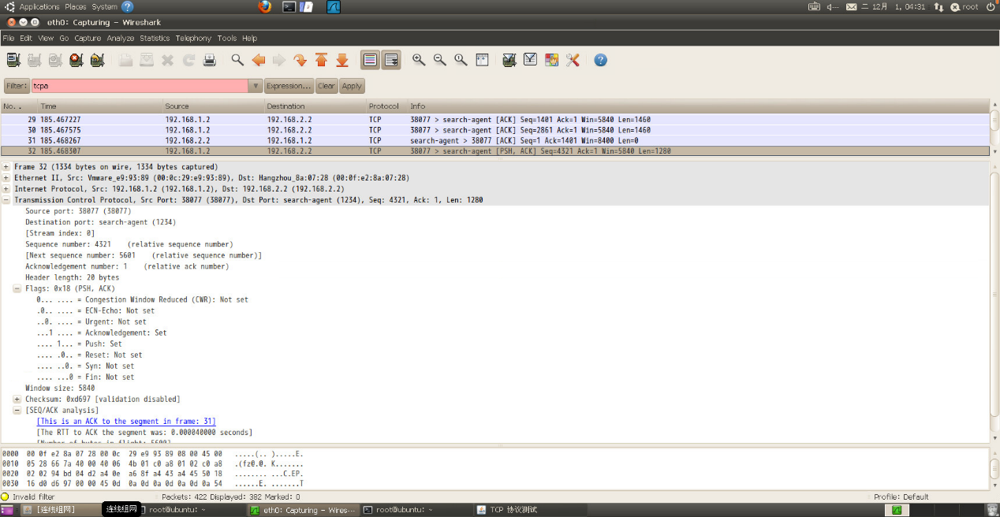 Applications Places System
二 12月 1, 04:31 root
eth0: Capturing - Wireshark
File Edit View Go Capture Analyze Statistics Telephony Tools Help
Filter: tcpa Expression... Clear Apply
No. . Time Source Destination Protocol Info
29 185.467227 192.168.1.2 192.168.2.2 TCP 38077 > search-agent [ACK] Seq=1401 Ack=1 Win=5840 Len=1460
30 185.467575 192.168.1.2 192.168.2.2 TCP 38077 > search-agent [ACK] Seq=2861 Ack=1 Win=5840 Len=1460
31 185.468267 192.168.2.2 192.168.1.2 TCP search-agent > 38077 [ACK] Seq=1 Ack=1401 Win=8400 Len=0
32 185.468307 192.168.1.2 192.168.2.2 TCP 38077 > search-agent [PSH, ACK] Seq=4321 Ack=1 Win=5840 Len=1280
Frame 32 (1334 bytes on wire, 1334 bytes captured)
Ethernet II, Src: Vmware_e9:93:89 (00:0c:29:e9:93:89), Dst: Hangzhou_8a:07:28 (00:0f:e2:8a:07:28)
Internet Protocol, Src: 192.168.1.2 (192.168.1.2), Dst: 192.168.2.2 (192.168.2.2)
Transmission Control Protocol, Src Port: 38077 (38077), Dst Port: search-agent (1234), Seq: 4321, Ack: 1, Len: 1280
Source port: 38077 (38077)
Destination port: search-agent (1234)
[Stream index: 0]
Sequence number: 4321 (relative sequence number)
[Next sequence number: 5601 (relative sequence number)]
Acknowledgement number: 1 (relative ack number)
Header length: 20 bytes
Flags: 0x18 (PSH, ACK)
0... .... = Congestion Window Reduced (CWR): Not set
.0.. .... = ECN-Echo: Not set
..0. .... = Urgent: Not set
...1 .... = Acknowledgement: Set
.... 1... = Push: Set
.... .0.. = Reset: Not set
.... ..0. = Syn: Not set
.... ...0 = Fin: Not set
Window size: 5840
Checksum: 0xd697 [validation disabled]
[SEQ/ACK analysis]
[This is an ACK to the segment in frame: 31]
[The RTT to ACK the segment was: 0.000040000 seconds]
[Number of bytes in flight: 5600]
0000 00 0f e2 8a 07 28 00 0c 29 e9 93 89 08 00 45 00 .....(.. ).....E.
0010 05 28 66 7a 40 00 40 06 4b 01 c0 a8 01 02 c0 a8 .(fz@.@. K.......
0020 02 02 94 bd 04 d2 a4 0e a6 8f a4 43 a4 45 50 18 ........ ...C.EP.
0030 16 d0 d6 97 00 00 45 0d 0a 0d 0a 0d 0a 0d 0a 54 ......E. .......T
Invalid filter Packets: 422 Displayed: 382 Marked: 0 Profile: Default
[连线组网] 连线组网 root@ubuntu: ~ eth0: Capturing - Wires... root@ubuntu: ~ TCP 协议测试